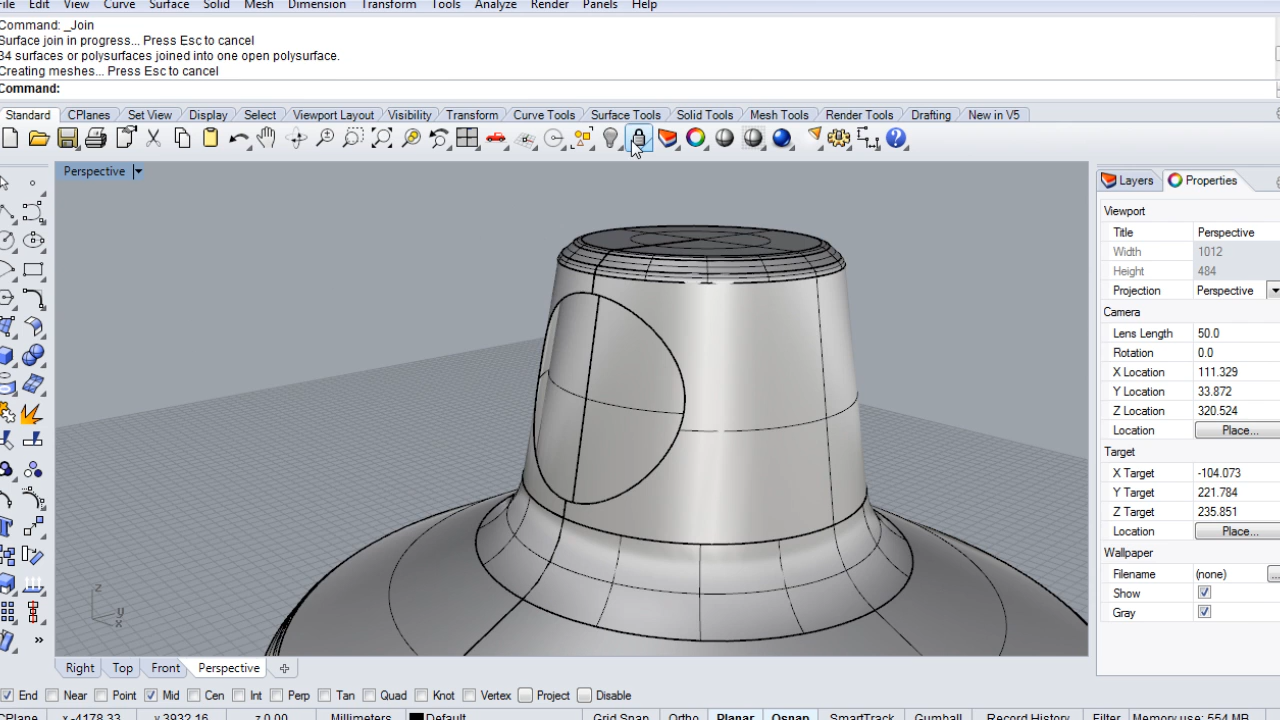 File Edit View Curve Surface Solid Mesh Dimension Transform Tools Analyze Render Panels Help
Command: _Join
Surface join in progress... Press Esc to cancel
34 surfaces or polysurfaces joined into one open polysurface.
Creating meshes... Press Esc to cancel
Command:
Standard CPlanes Set View Display Select Viewport Layout Visibility Transform Curve Tools Surface Tools Solid Tools Mesh Tools Render Tools Drafting New in V5
Perspective
Layers Properties
Viewport
Title Perspective
Width 1012
Height 484
Projection Perspective
Camera
Lens Length 50.0
Rotation 0.0
X Location 111.329
Y Location 33.872
Z Location 320.524
Location Place...
Target
X Target -104.073
Y Target 221.784
Z Target 235.851
Location Place...
Wallpaper
Filename (none) ...
Show
Gray
z
y
x
Right Top Front Perspective
End Near Point Mid Cen Int Perp Tan Quad Knot Vertex Project Disable
CPlane x -4178.33 y 3932.16 z 0.00 Millimeters Default Grid Snap Ortho Planar Osnap SmartTrack Gumball Record History Filter Memory use: 554 MB